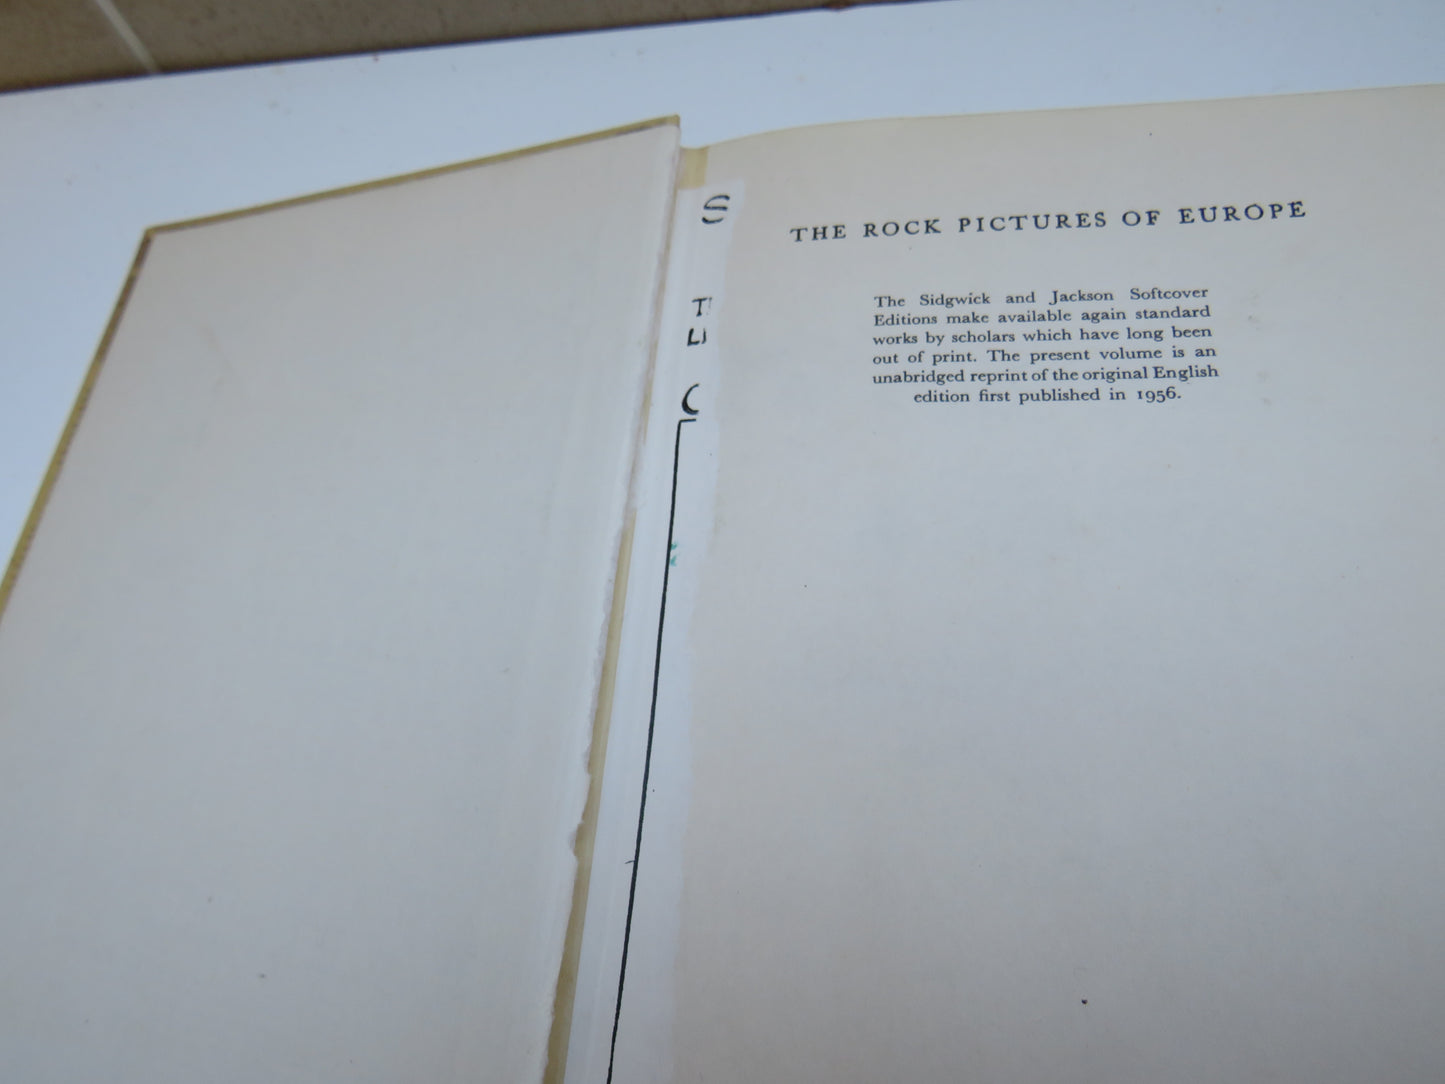 S
T
LI
C
THE ROCK PICTURES OF EUROPE
The Sidgwick and Jackson Softcover
Editions make available again standard
works by scholars which have long been
out of print. The present volume is an
unabridged reprint of the original English
edition first published in 1956.